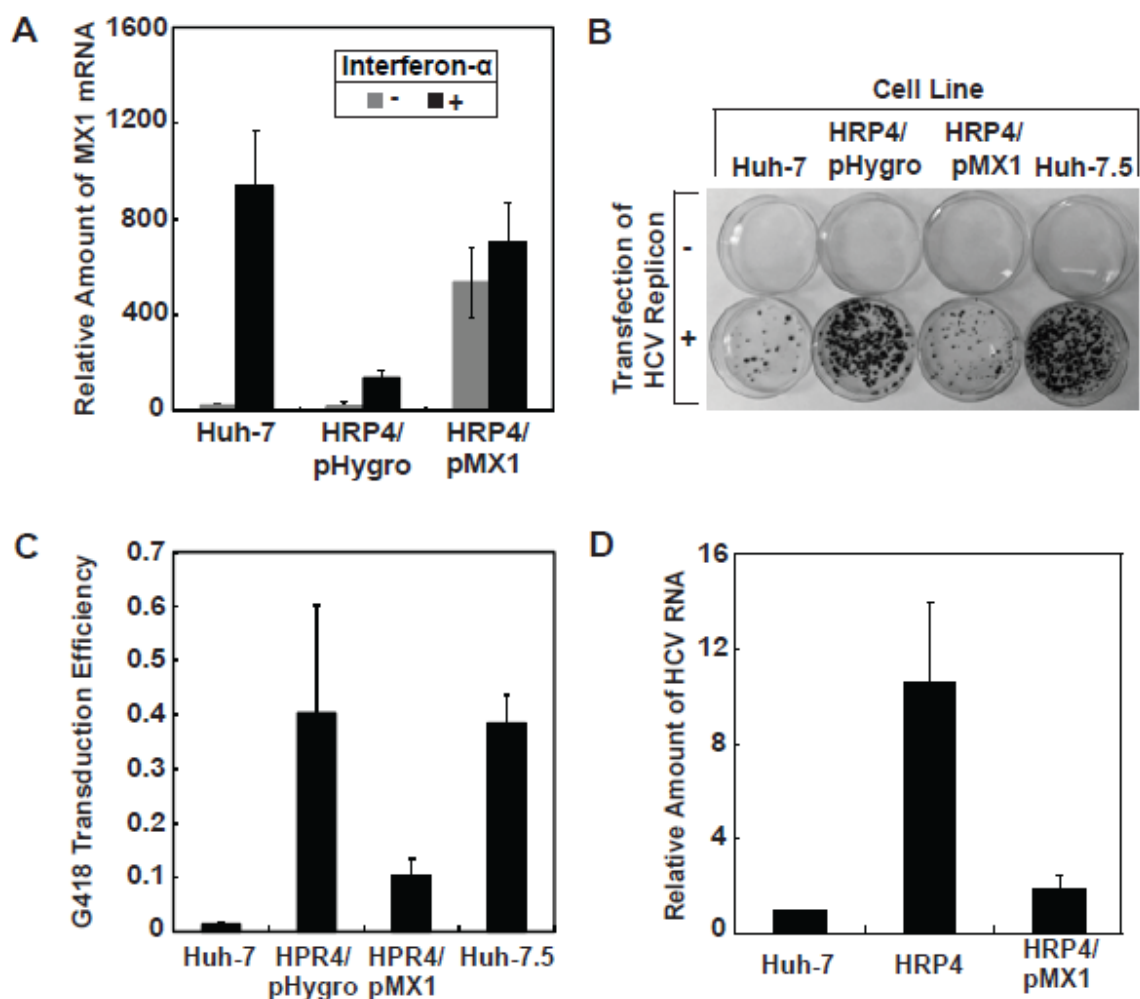 A
Relative Amount of MX1 mRNA
1600
1200
800
400
0
Interferon-α
- +
Huh-7
HRP4/
pHygro
HRP4/
pMX1
B
Cell Line
Huh-7
HRP4/
pHygro
HRP4/
pMX1
Huh-7.5
Transfection of
HCV Replicon
-
+
C
G418 Transduction Efficiency
0.7
0.6
0.5
0.4
0.3
0.2
0.1
0
Huh-7
HPR4/
pHygro
HPR4/
pMX1
Huh-7.5
D
Relative Amount of HCV RNA
16
12
8
4
0
Huh-7
HRP4
HRP4/
pMX1